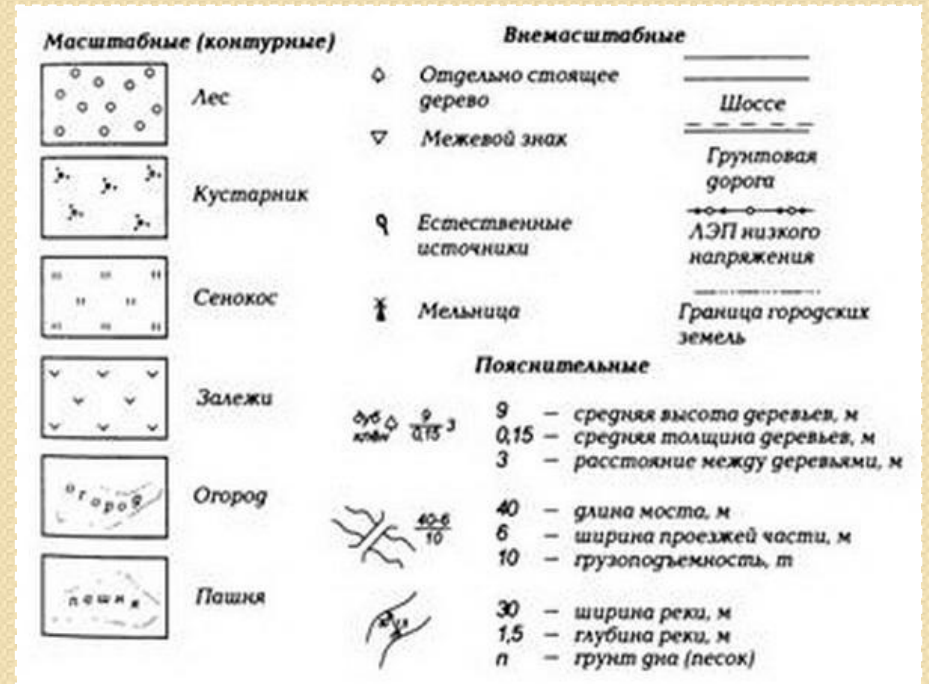 Масштабные (контурные)
Лес
Кустарник
Сенокос
Залежи
Огород
огород
Пашня
пашня
Внемасштабные
Отдельно стоящее
дерево
Межевой знак
Естественные
источники
Мельница
Шоссе
Грунтовая
дорога
ЛЭП низкого
напряжения
Граница городских
земель
Пояснительные
дуб
клён
9
0,15
3
9 – средняя высота деревьев, м
0,15 – средняя толщина деревьев, м
3 – расстояние между деревьями, м
40-6
10
40 – длина моста, м
6 – ширина проезжей части, м
10 – грузоподъемность, т
30 – ширина реки, м
1,5 – глубина реки, м
п – грунт дна (песок)